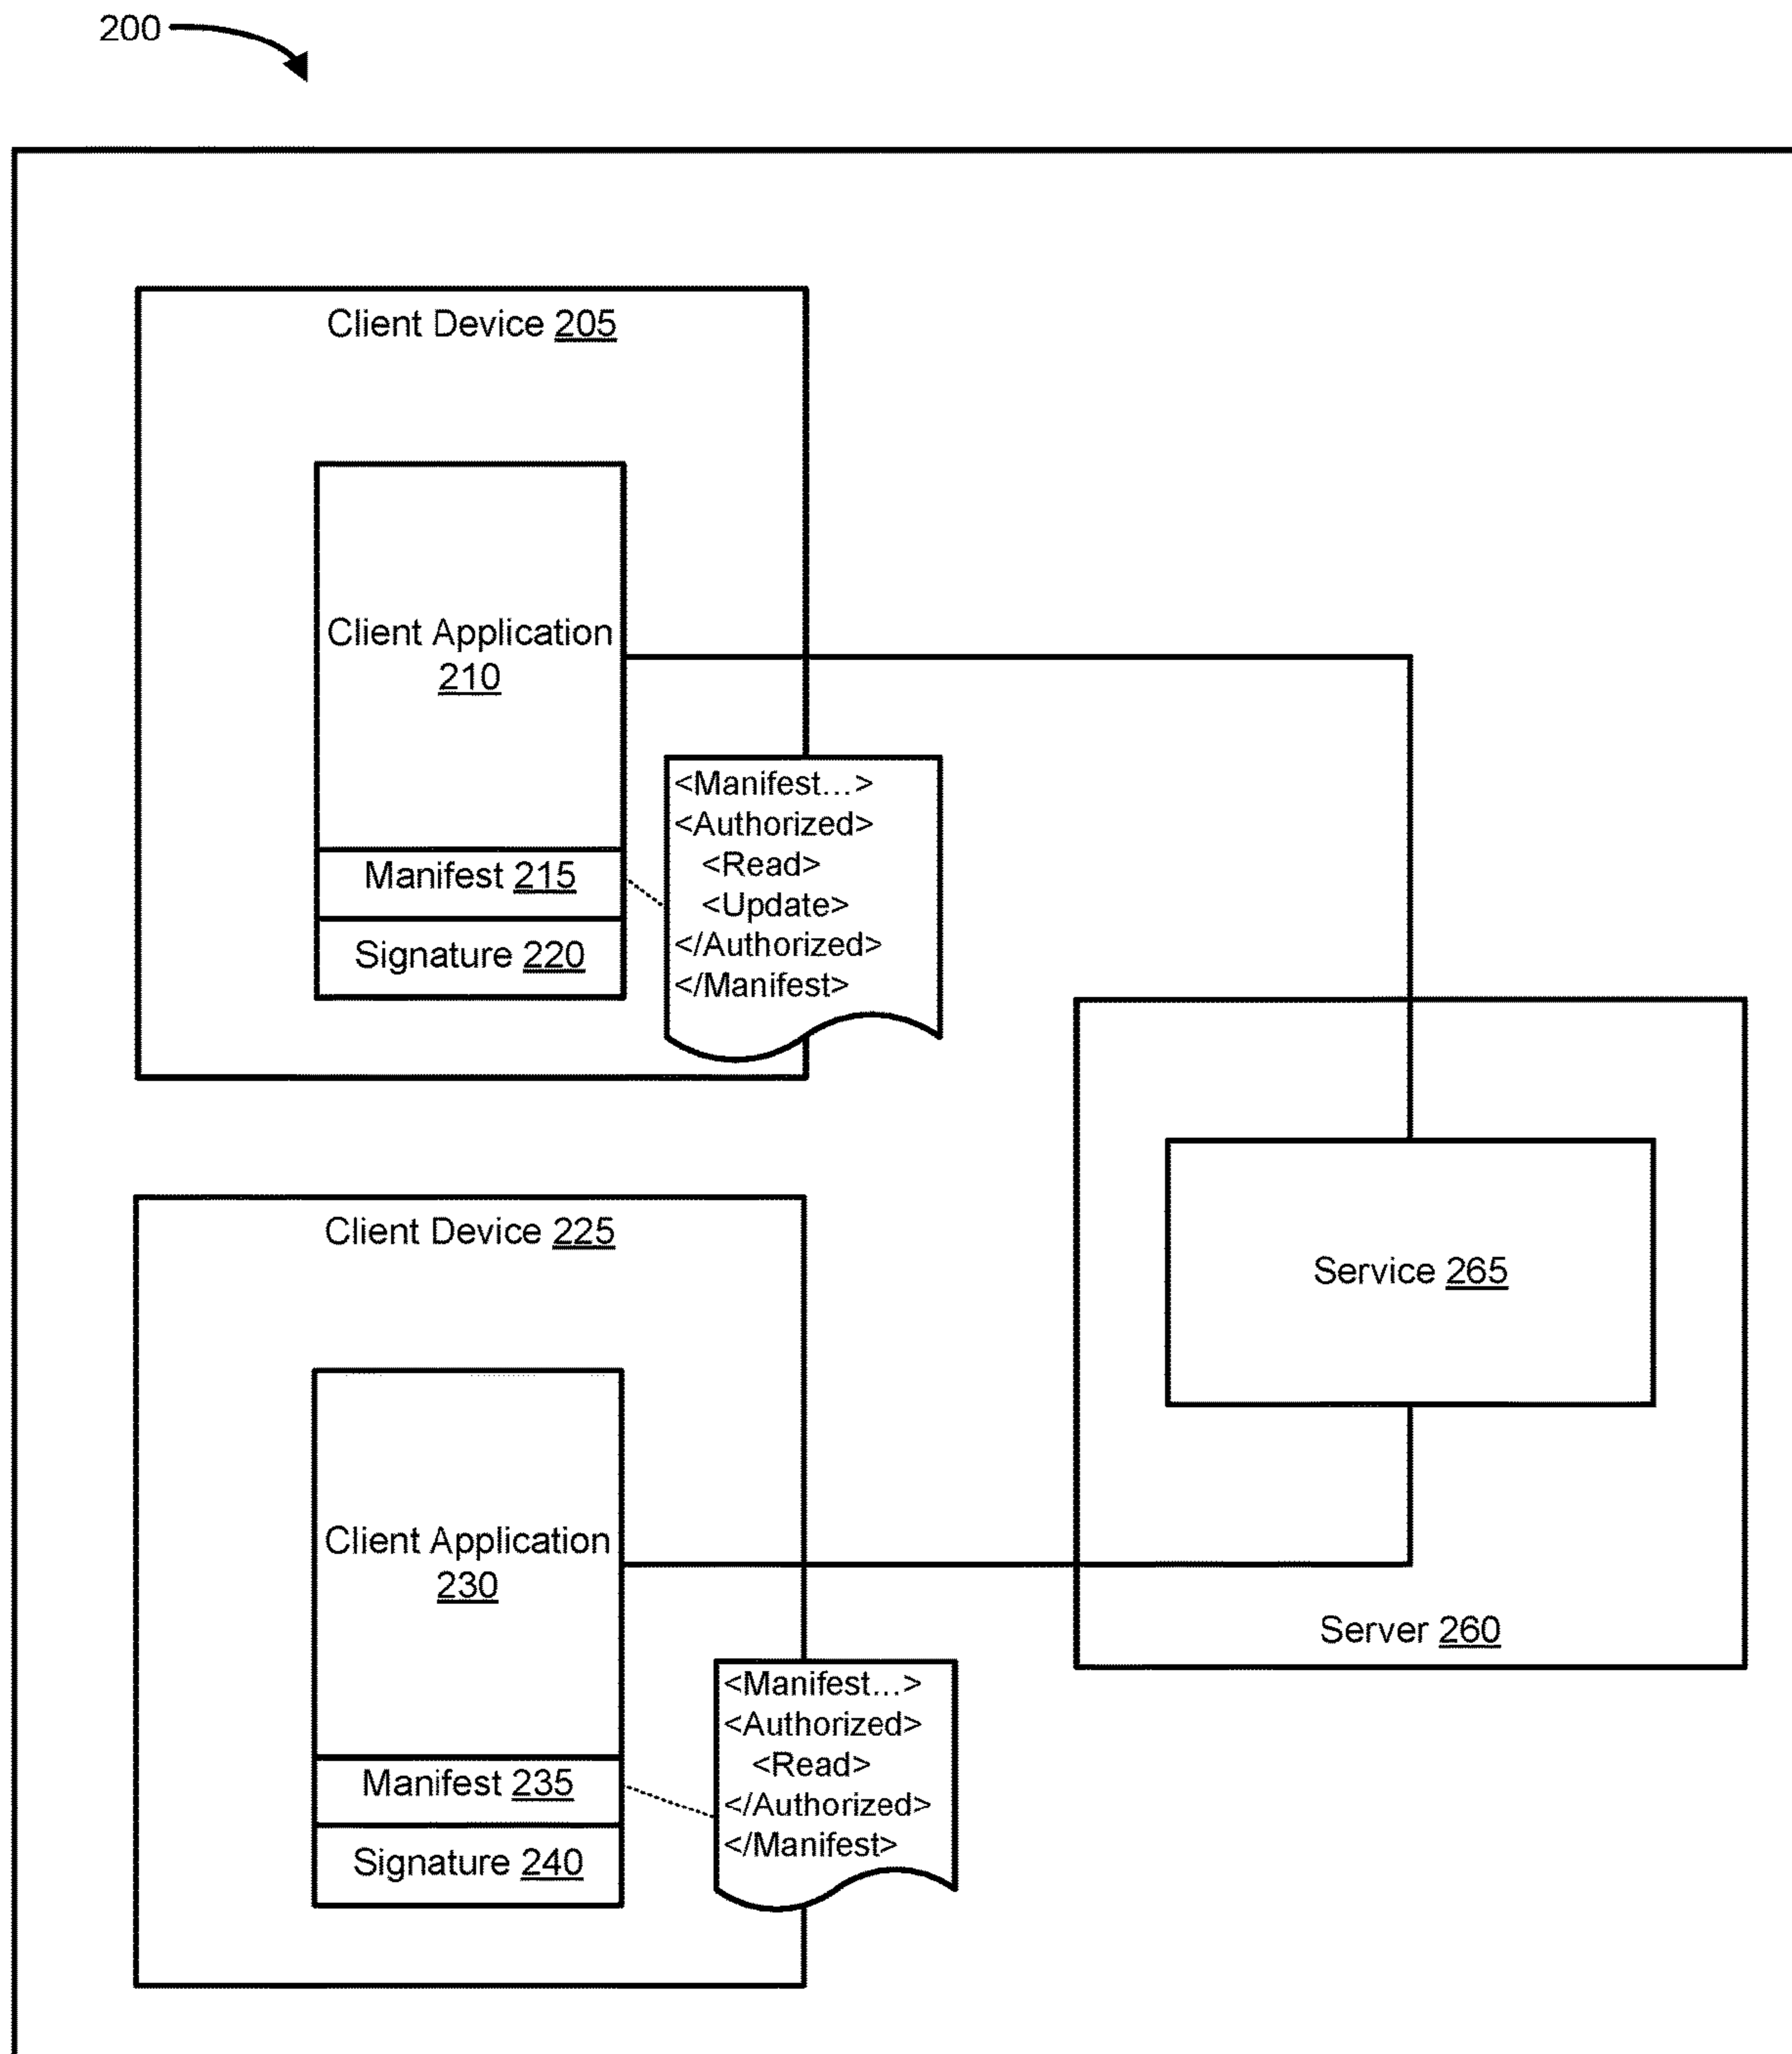 200
Client Device 205
Client Application
210
Manifest 215
Signature 220
<Manifest...>
<Authorized>
<Read>
<Update>
</Authorized>
</Manifest>
Client Device 225
Client Application
230
Manifest 235
Signature 240
<Manifest...>
<Authorized>
<Read>
</Authorized>
</Manifest>
Service 265
Server 260